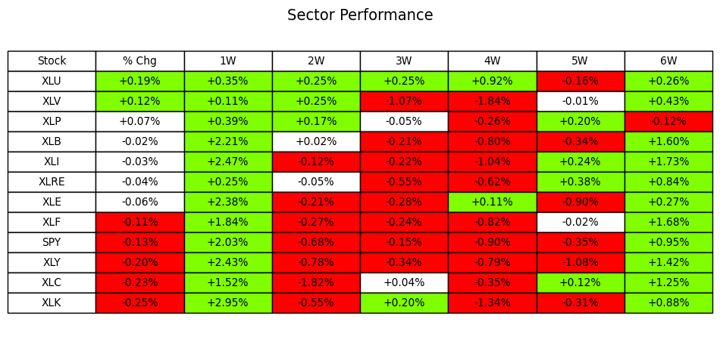 Sector Performance
Stock % Chg 1W 2W 3W 4W 5W 6W
XLU +0.19% +0.35% +0.25% +0.25% +0.92% -0.16% +0.26%
XLV +0.12% +0.11% +0.25% -1.07% -1.84% -0.01% +0.43%
XLP +0.07% +0.39% +0.17% -0.05% -0.26% +0.20% -0.12%
XLB -0.02% +2.21% +0.02% -0.21% -0.80% -0.34% +1.60%
XLI -0.03% +2.47% -0.12% -0.22% -1.04% +0.24% +1.73%
XLRE -0.04% +0.25% -0.05% -0.55% -0.62% +0.38% +0.84%
XLE -0.06% +2.38% -0.21% -0.28% +0.11% -0.90% +0.27%
XLF -0.11% +1.84% -0.27% -0.24% -0.82% -0.02% +1.68%
SPY -0.13% +2.03% -0.68% -0.15% -0.90% -0.35% +0.95%
XLY -0.20% +2.43% -0.78% -0.34% -0.79% -1.08% +1.42%
XLC -0.23% +1.52% -1.82% +0.04% -0.35% +0.12% +1.25%
XLK -0.25% +2.95% -0.55% +0.20% -1.34% -0.31% +0.88%